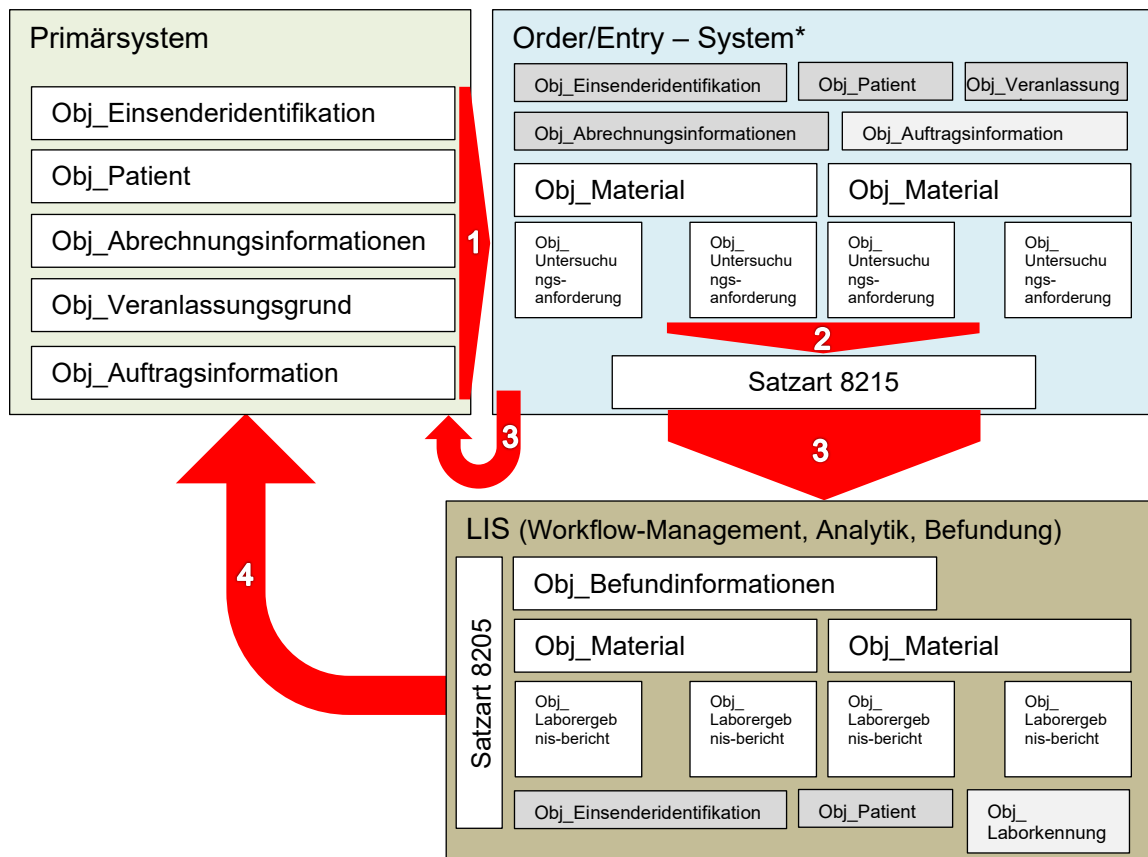 Primärsystem
Obj_Einsenderidentifikation
Obj_Patient
Obj_Abrechnungsinformationen
Obj_Veranlassungsgrund
Obj_Auftragsinformation
1
Order/Entry – System*
Obj_Einsenderidentifikation
Obj_Patient
Obj_Veranlassung
Obj_Abrechnungsinformationen
Obj_Auftragsinformation
Obj_Material
Obj_Material
Obj_
Untersuchu
ngs-
anforderung
Obj_
Untersuchu
ngs-
anforderung
Obj_
Untersuchu
ngs-
anforderung
Obj_
Untersuchu
ngs-
anforderung
2
Satzart 8215
3
3
4
LIS (Workflow-Management, Analytik, Befundung)
Satzart 8205
Obj_Befundinformationen
Obj_Material
Obj_Material
Obj_
Laborergeb
nis-bericht
Obj_
Laborergeb
nis-bericht
Obj_
Laborergeb
nis-bericht
Obj_
Laborergeb
nis-bericht
Obj_Einsenderidentifikation
Obj_Patient
Obj_
Laborkennung